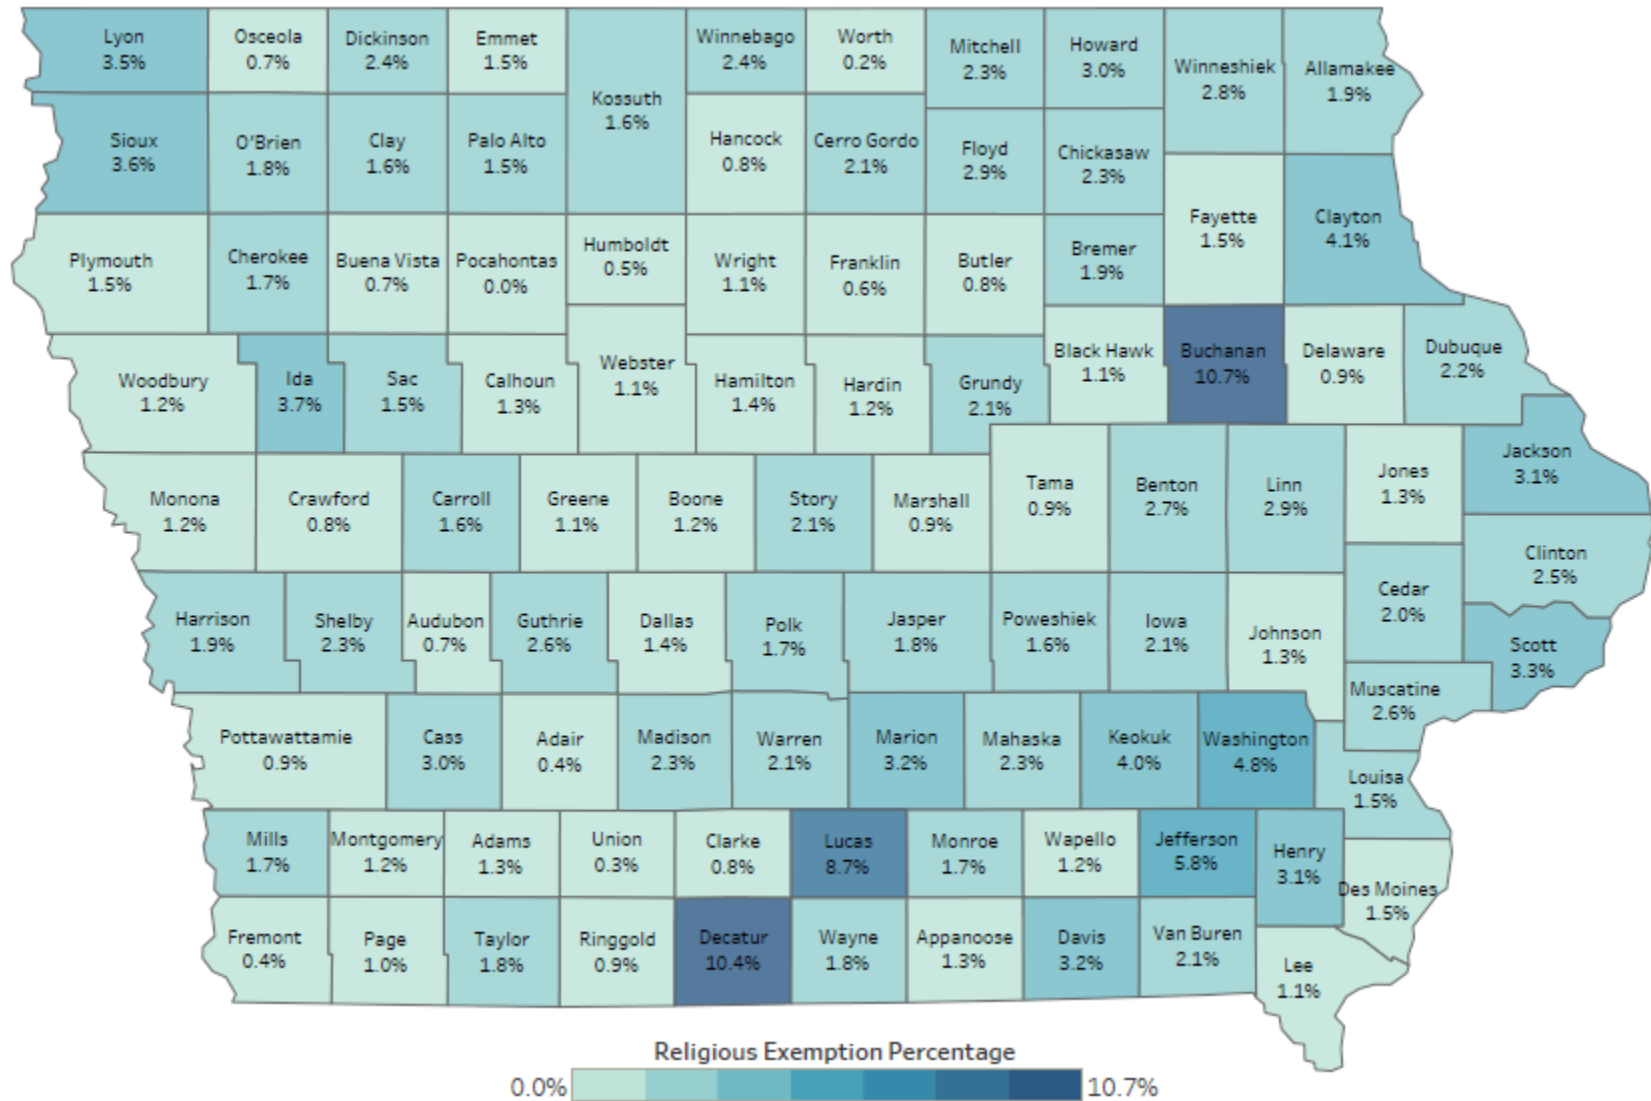 Lyon
3.5%
Osceola
0.7%
Dickinson
2.4%
Emmet
1.5%
Kossuth
1.6%
Winnebago
2.4%
Worth
0.2%
Mitchell
2.3%
Howard
3.0%
Winneshiek
2.8%
Allamakee
1.9%
Sioux
3.6%
O'Brien
1.8%
Clay
1.6%
Palo Alto
1.5%
Hancock
0.8%
Cerro Gordo
2.1%
Floyd
2.9%
Chickasaw
2.3%
Fayette
1.5%
Clayton
4.1%
Plymouth
1.5%
Cherokee
1.7%
Buena Vista
0.7%
Pocahontas
0.0%
Humboldt
0.5%
Wright
1.1%
Franklin
0.6%
Butler
0.8%
Bremer
1.9%
Woodbury
1.2%
Ida
3.7%
Sac
1.5%
Calhoun
1.3%
Webster
1.1%
Hamilton
1.4%
Hardin
1.2%
Grundy
2.1%
Black Hawk
1.1%
Buchanan
10.7%
Delaware
0.9%
Dubuque
2.2%
Monona
1.2%
Crawford
0.8%
Carroll
1.6%
Greene
1.1%
Boone
1.2%
Story
2.1%
Marshall
0.9%
Tama
0.9%
Benton
2.7%
Linn
2.9%
Jones
1.3%
Jackson
3.1%
Clinton
2.5%
Harrison
1.9%
Shelby
2.3%
Audubon
0.7%
Guthrie
2.6%
Dallas
1.4%
Polk
1.7%
Jasper
1.8%
Poweshiek
1.6%
Iowa
2.1%
Johnson
1.3%
Cedar
2.0%
Scott
3.3%
Muscatine
2.6%
Pottawattamie
0.9%
Cass
3.0%
Adair
0.4%
Madison
2.3%
Warren
2.1%
Marion
3.2%
Mahaska
2.3%
Keokuk
4.0%
Washington
4.8%
Louisa
1.5%
Mills
1.7%
Montgomery
1.2%
Adams
1.3%
Union
0.3%
Clarke
0.8%
Lucas
8.7%
Monroe
1.7%
Wapello
1.2%
Jefferson
5.8%
Henry
3.1%
Des Moines
1.5%
Fremont
0.4%
Page
1.0%
Taylor
1.8%
Ringgold
0.9%
Decatur
10.4%
Wayne
1.8%
Appanoose
1.3%
Davis
3.2%
Van Buren
2.1%
Lee
1.1%
Religious Exemption Percentage
0.0% 10.7%